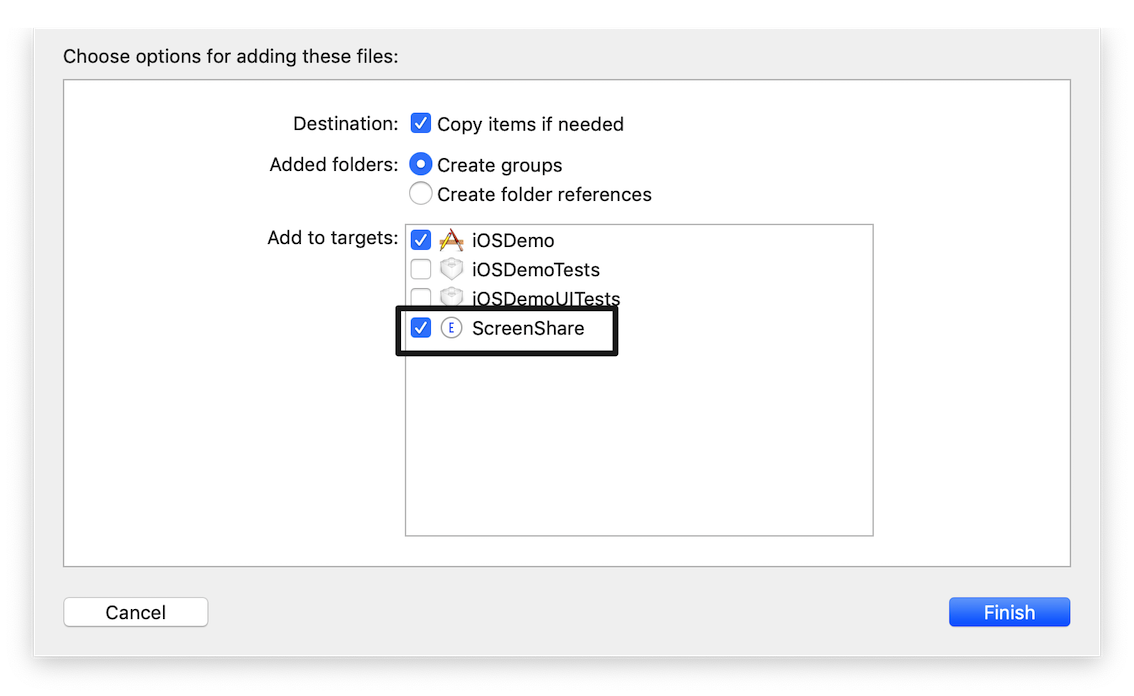 Choose options for adding these files:
Destination: Copy items if needed
Added folders: Create groups
Create folder references
Add to targets: iOSDemo
iOSDemoTests
iOSDemoUITests
E ScreenShare
Cancel Finish